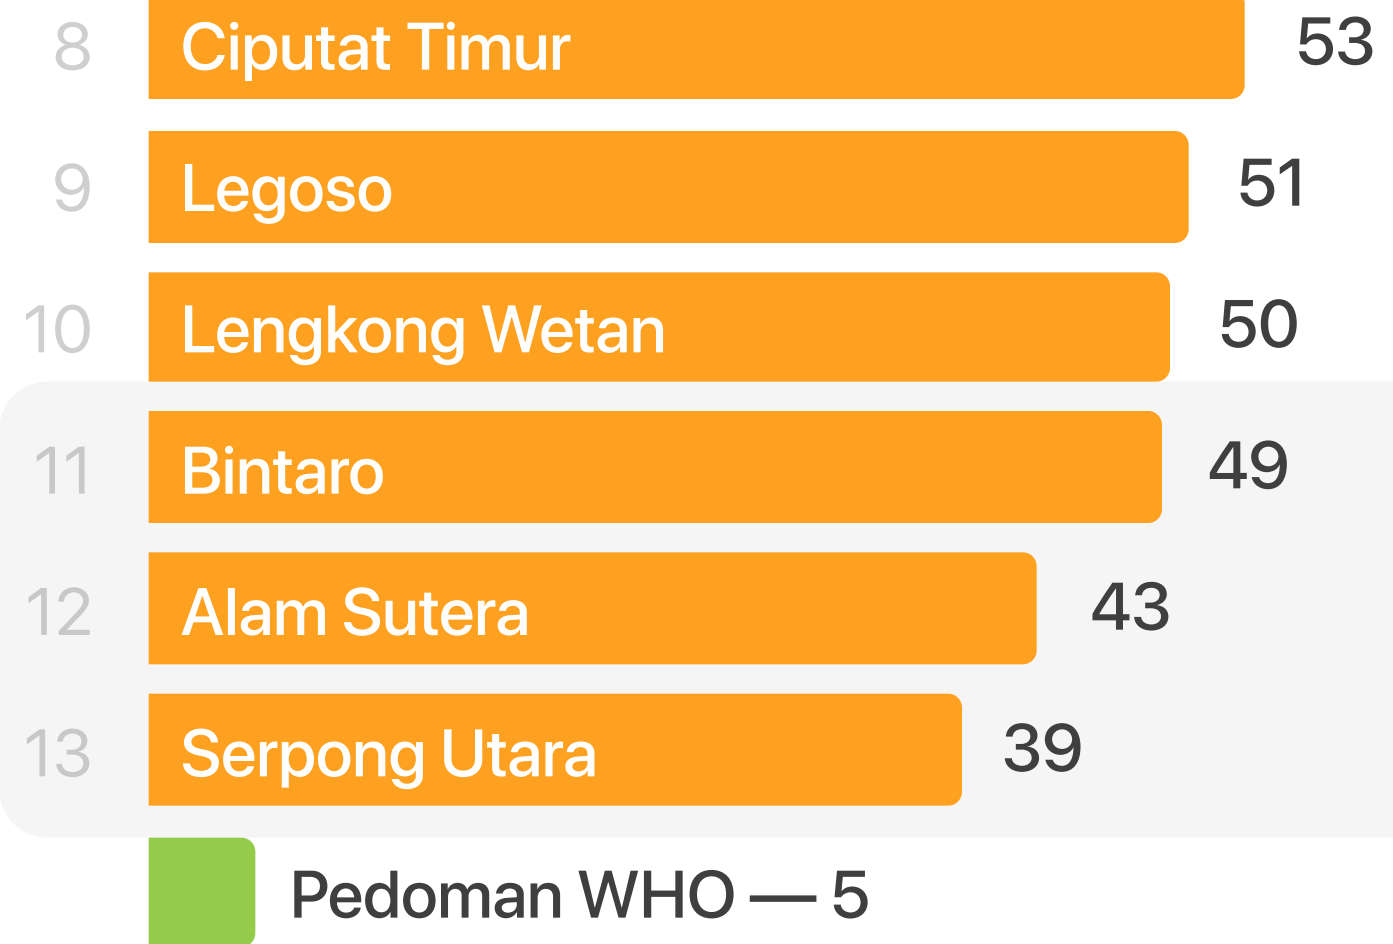 8 Ciputat Timur 53
9 Legoso 51
10 Lengkong Wetan 50
11 Bintaro 49
12 Alam Sutera 43
13 Serpong Utara 39
Pedoman WHO — 5